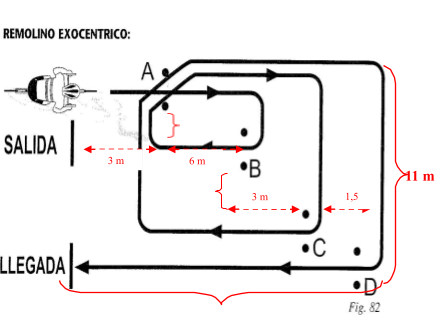 REMOLINO EXOCENTRICO:
A
SALIDA
3 m
6 m
B
11 m
3 m
1,5
C
LLEGADA
D
Fig. 82